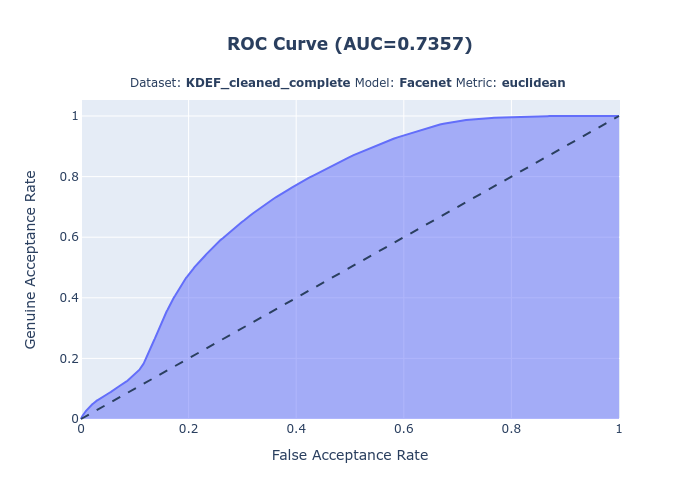 ROC Curve (AUC=0.7357)
Dataset: KDEF_cleaned_complete Model: Facenet Metric: euclidean
Genuine Acceptance Rate
1
0.8
0.6
0.4
0.2
0
0 0.2 0.4 0.6 0.8 1
False Acceptance Rate